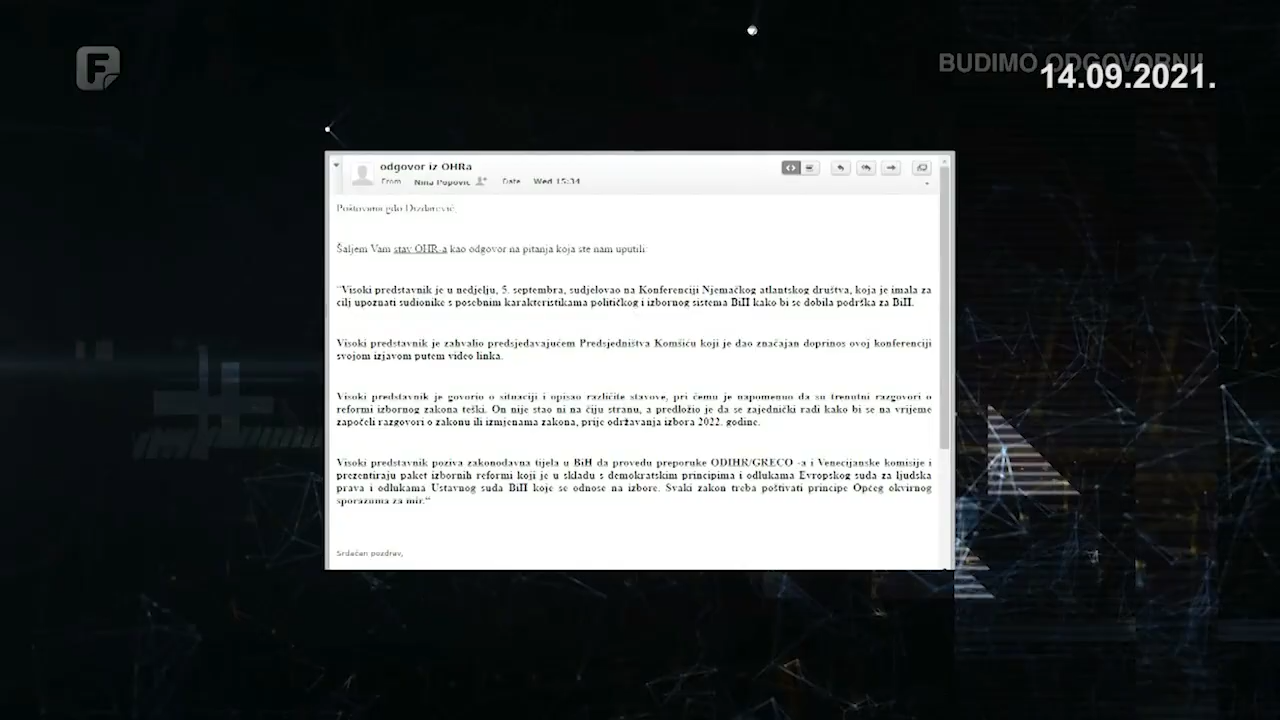 F
BUDIMO ODGOVORNI!
14.09.2021.
odgovor iz OHRa
From Nina Popovic Date Wed 15:34
Poštovana gđo Dizdarević,
Šaljem Vam stav OHR-a kao odgovor na pitanja koja ste nam uputili:
"Visoki predstavnik je u nedjelju, 5. septembra, sudjelovao na Konferenciji Njemačkog atlantskog društva, koja je imala za
cilj upoznati sudionike s posebnim karakteristikama političkog i izbornog sistema BiH kako bi se dobila podrška za BiH.
Visoki predstavnik je zahvalio predsjedavajućem Predsjedništva Komšiću koji je dao značajan doprinos ovoj konferenciji
svojom izjavom putem video linka.
Visoki predstavnik je govorio o situaciji i opisao različite stavove, pri čemu je napomenuo da su trenutni razgovori o
reformi izbornog zakona teški. On nije stao ni na čiju stranu, a predložio je da se zajednički radi kako bi se na vrijeme
započeli razgovori o zakonu ili izmjenama zakona, prije održavanja izbora 2022. godine.
Visoki predstavnik poziva zakonodavna tijela u BiH da provedu preporuke ODIHR/GRECO -a i Venecijanske komisije i
prezentiraju paket izbornih reformi koji je u skladu s demokratskim principima i odlukama Evropskog suda za ljudska
prava i odlukama Ustavnog suda BiH koje se odnose na izbore. Svaki zakon treba poštivati principe Općeg okvirnog
sporazuma za mir."
Srdačan pozdrav,